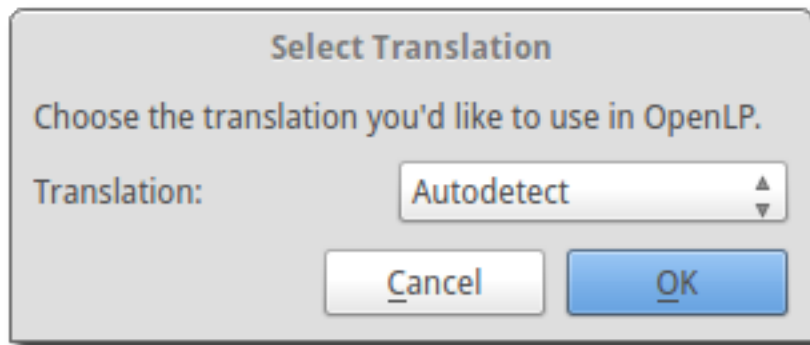 Select Translation
Choose the translation you'd like to use in OpenLP.
Translation: Autodetect
Cancel OK